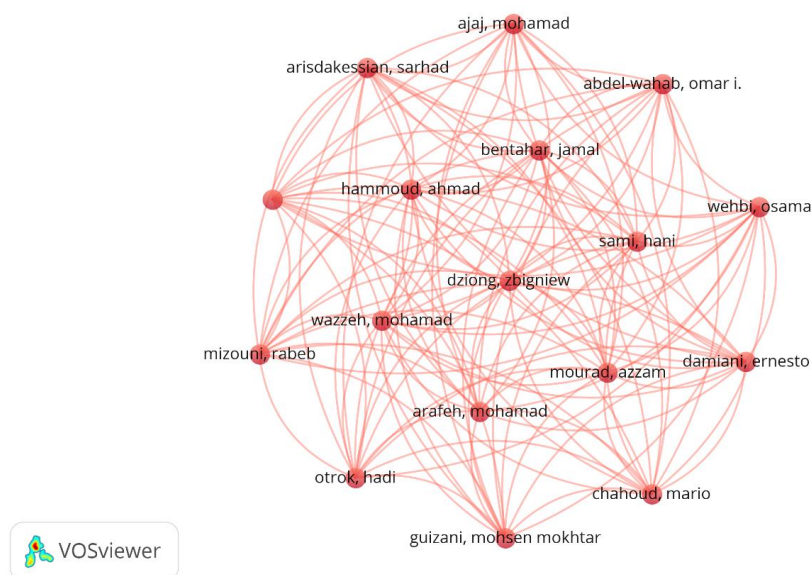 ajaj, mohamad
arisdakessian, sarhad
abdel-wahab, omar i.
bentahar, jamal
hammoud, ahmad
wehbi, osama
sami, hani
dziong, zbigniew
wazzeh, mohamad
mizouni, rabeb
damiani, ernesto
mourad, azzam
arafeh, mohamad
otrok, hadi
chahoud, mario
guizani, mohsen mokhtar
VOSviewer